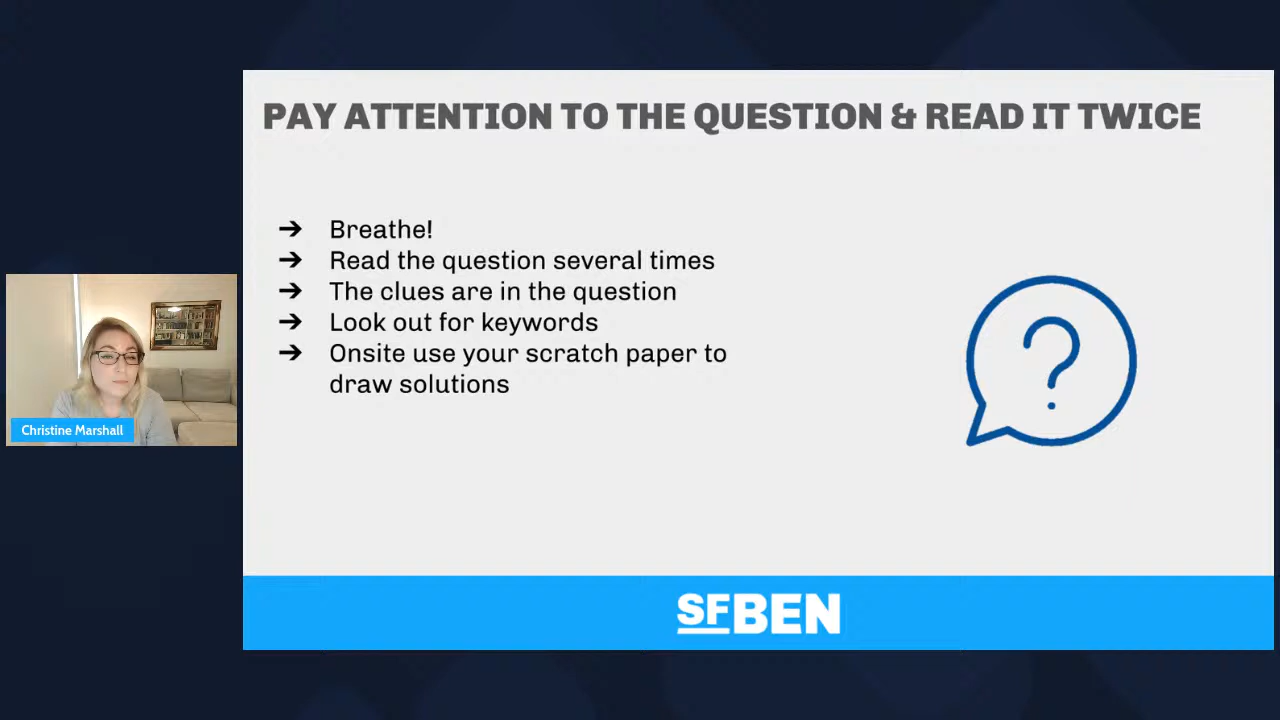 PAY ATTENTION TO THE QUESTION & READ IT TWICE
➔ Breathe!
➔ Read the question several times
➔ The clues are in the question
➔ Look out for keywords
➔ Onsite use your scratch paper to
draw solutions
?
Christine Marshall
SFBEN